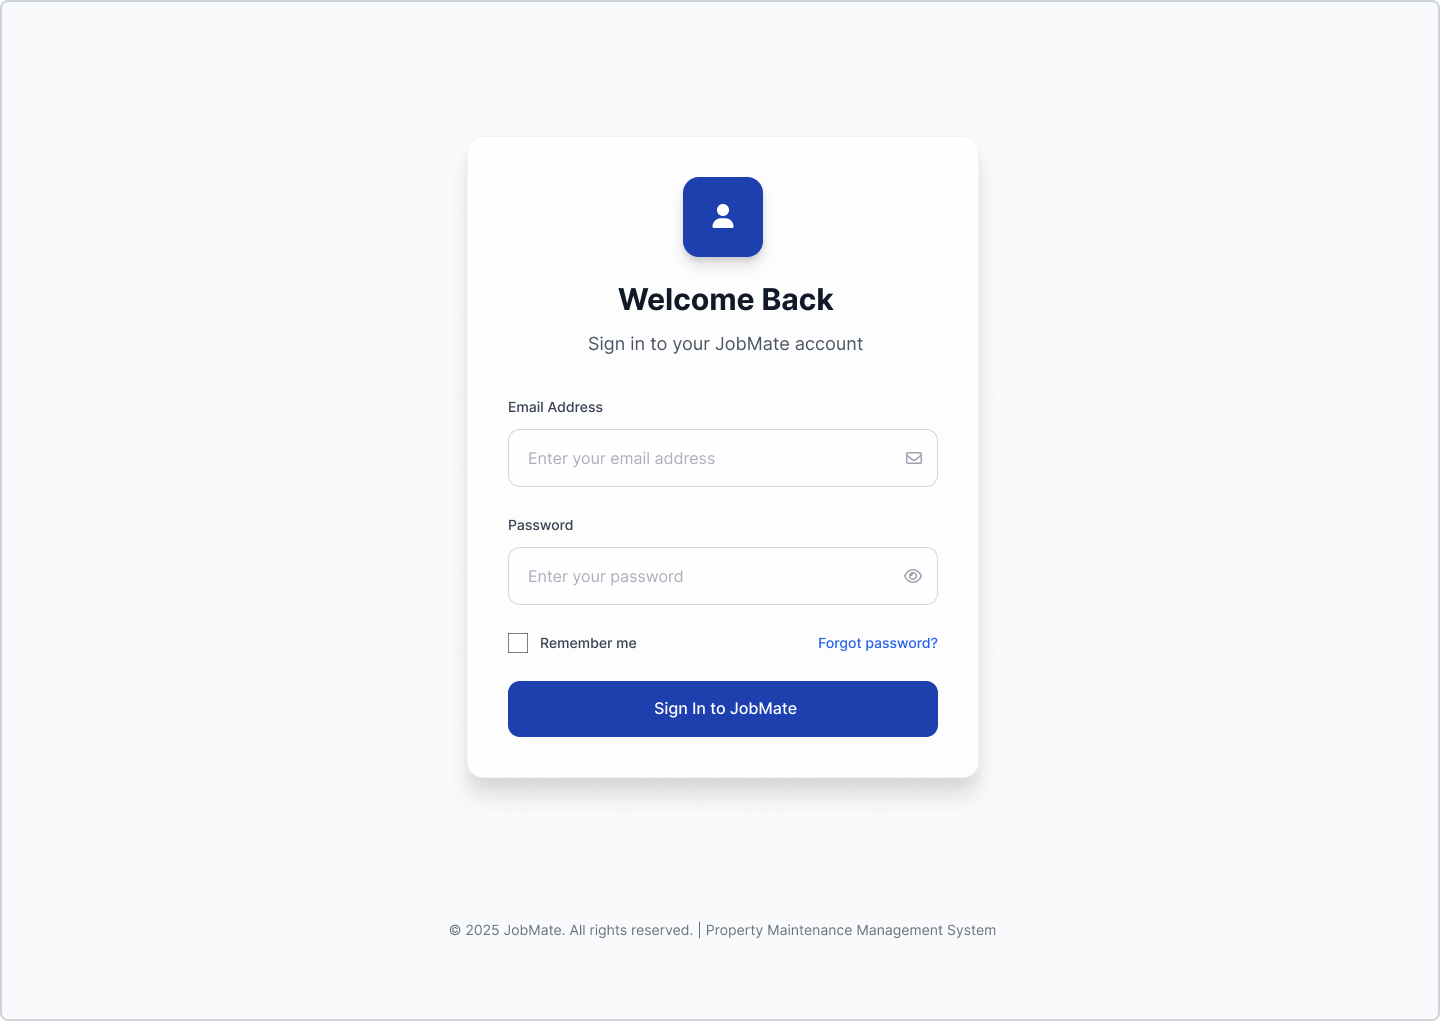 Welcome Back
Sign in to your JobMate account
Email Address
Enter your email address
Password
Enter your password
Remember me
Forgot password?
Sign In to JobMate
© 2025 JobMate. All rights reserved. | Property Maintenance Management System